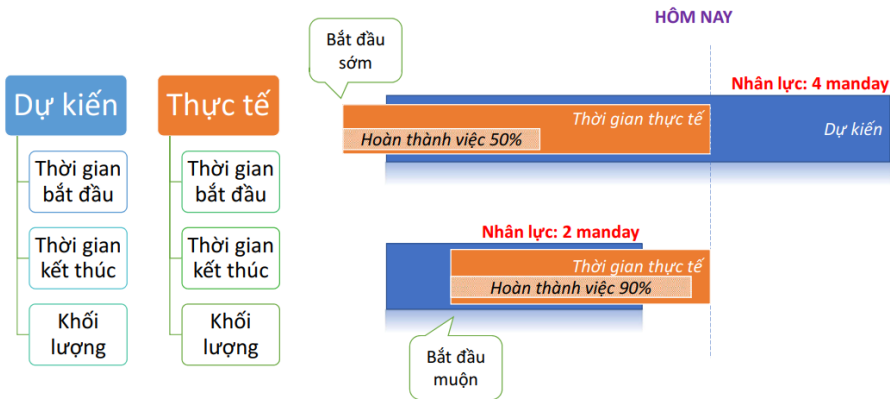 HÔM NAY
Bắt đầu
sớm
Dự kiến
Thực tế
Nhân lực: 4 manday
Thời gian thực tế
Dự kiến
Hoàn thành việc 50%
Thời gian
bắt đầu
Thời gian
bắt đầu
Nhân lực: 2 manday
Thời gian
kết thúc
Thời gian
kết thúc
Thời gian thực tế
Hoàn thành việc 90%
Khối
lượng
Khối
lượng
Bắt đầu
muộn